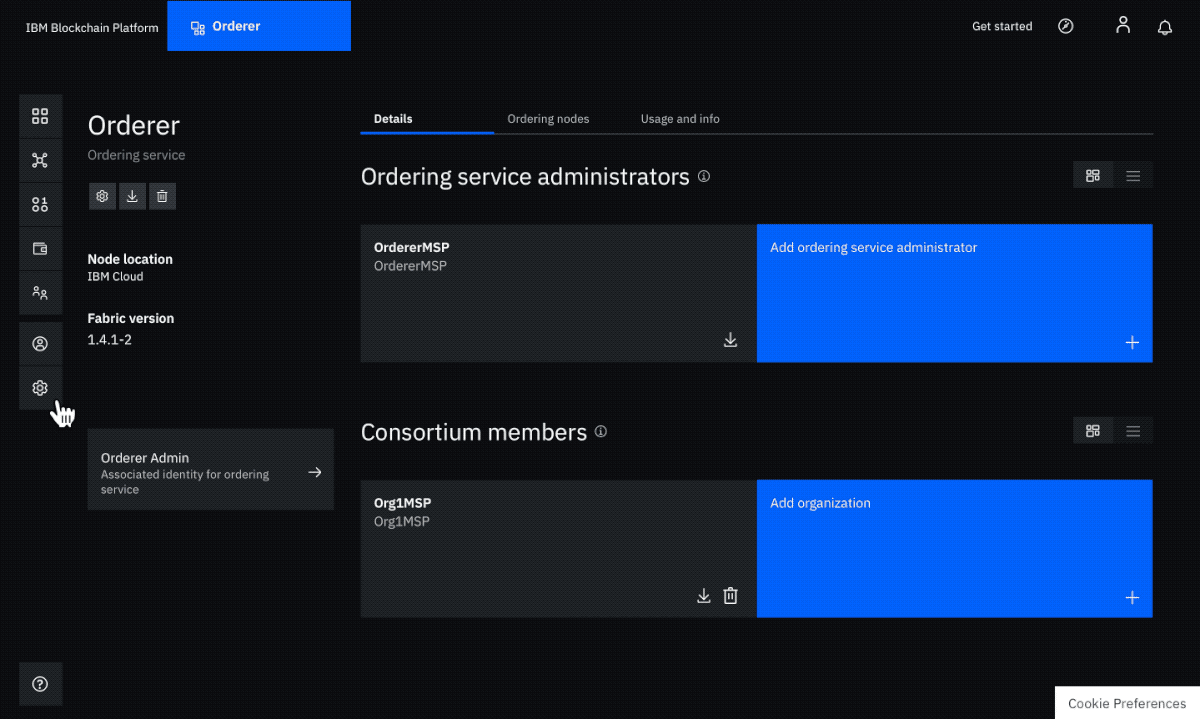 IBM Blockchain Platform
Orderer
Get started
Orderer
Ordering service
Node location
IBM Cloud
Fabric version
1.4.1-2
Orderer Admin
Associated identity for ordering
service
Details
Ordering nodes
Usage and info
Ordering service administrators
OrdererMSP
OrdererMSP
Add ordering service administrator
Consortium members
Org1MSP
Org1MSP
Add organization
Cookie Preferences